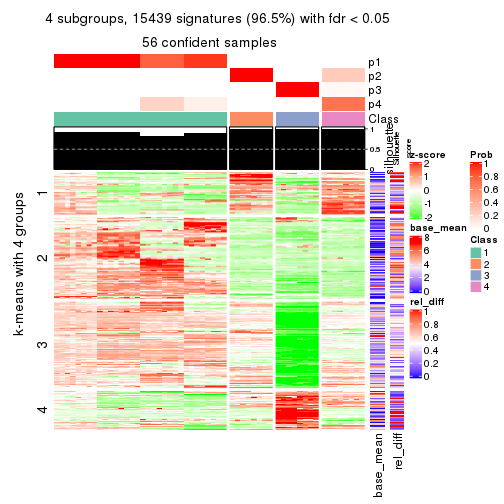 4 subgroups, 15439 signatures (96.5%) with fdr < 0.05
56 confident samples
p1
p2
p3
p4
Class
1
0.5
0
silhouette
Silhouette
score
k-means with 4 groups
1
2
3
4
base_mean
rel_diff
z-score
2
1
0
-1
-2
base_mean
8
6
4
2
0
rel_diff
1
0.8
0.6
0.4
0.2
0
Prob
1
0.8
0.6
0.4
0.2
0
Class
1
2
3
4